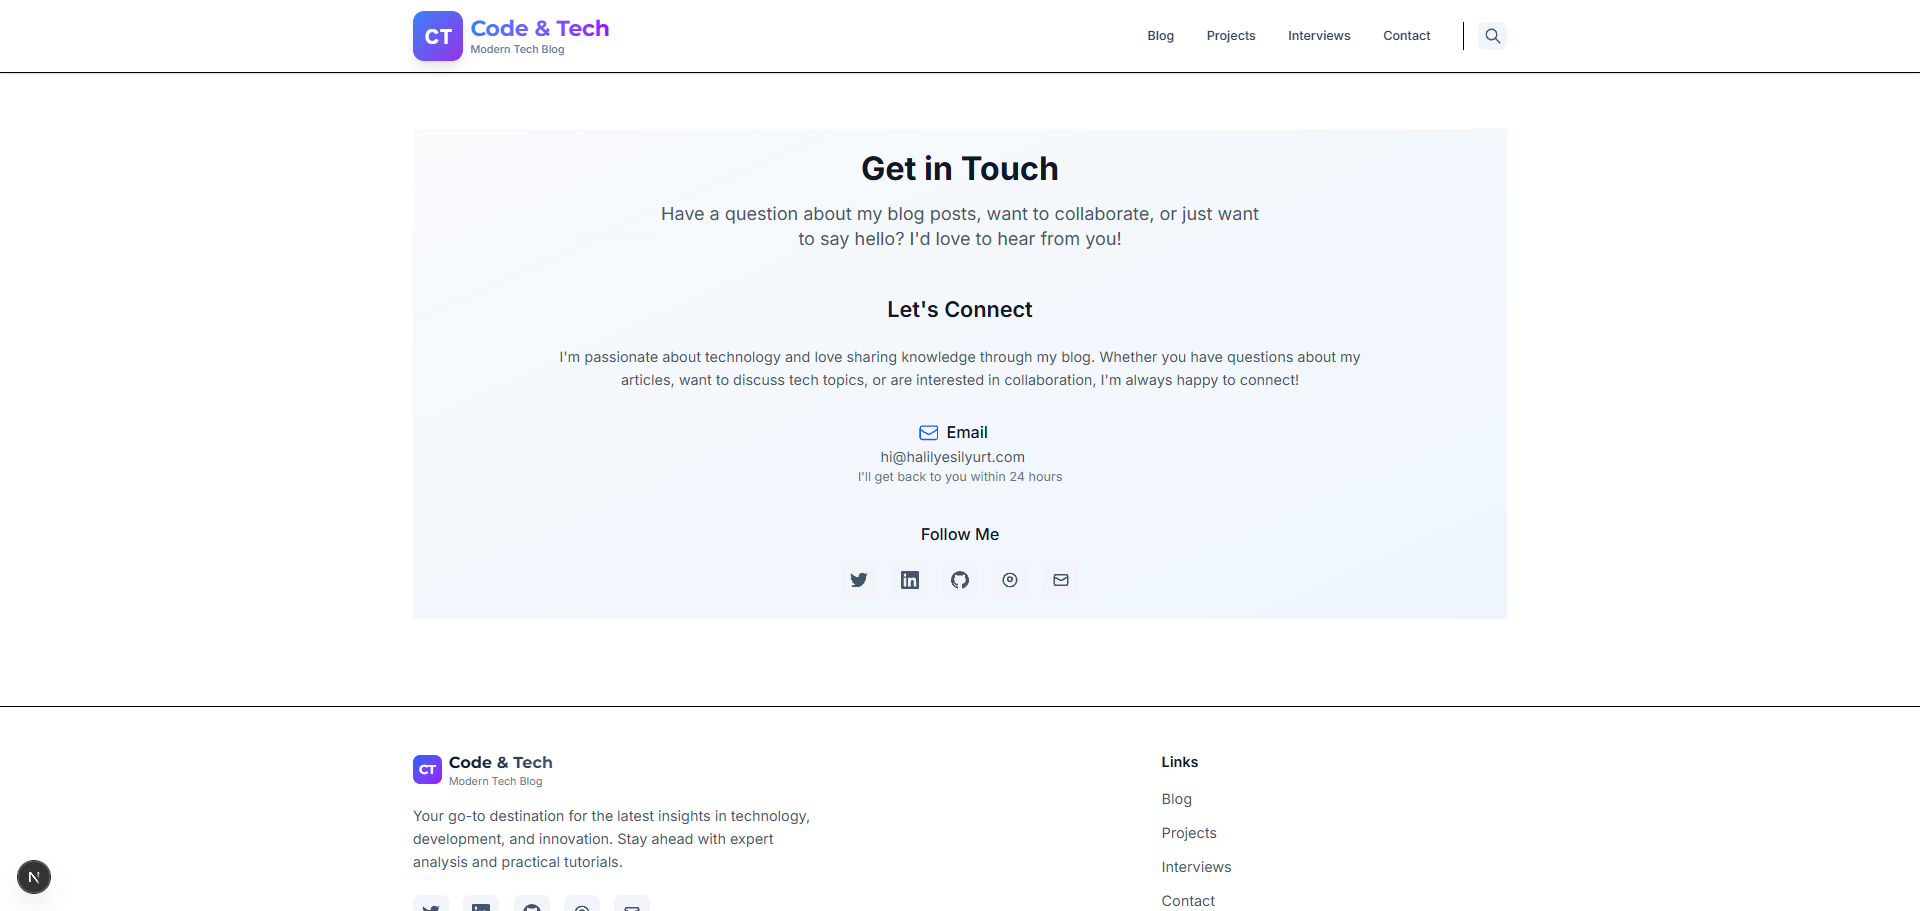 CT
Code & Tech
Modern Tech Blog
Blog
Projects
Interviews
Contact
Get in Touch
Have a question about my blog posts, want to collaborate, or just want
to say hello? I'd love to hear from you!
Let's Connect
I'm passionate about technology and love sharing knowledge through my blog. Whether you have questions about my
articles, want to discuss tech topics, or are interested in collaboration, I'm always happy to connect!
Email
hi@halilyesilyurt.com
I'll get back to you within 24 hours
Follow Me
in
CT
Code & Tech
Modern Tech Blog
Your go-to destination for the latest insights in technology,
development, and innovation. Stay ahead with expert
analysis and practical tutorials.
Links
Blog
Projects
Interviews
Contact
N